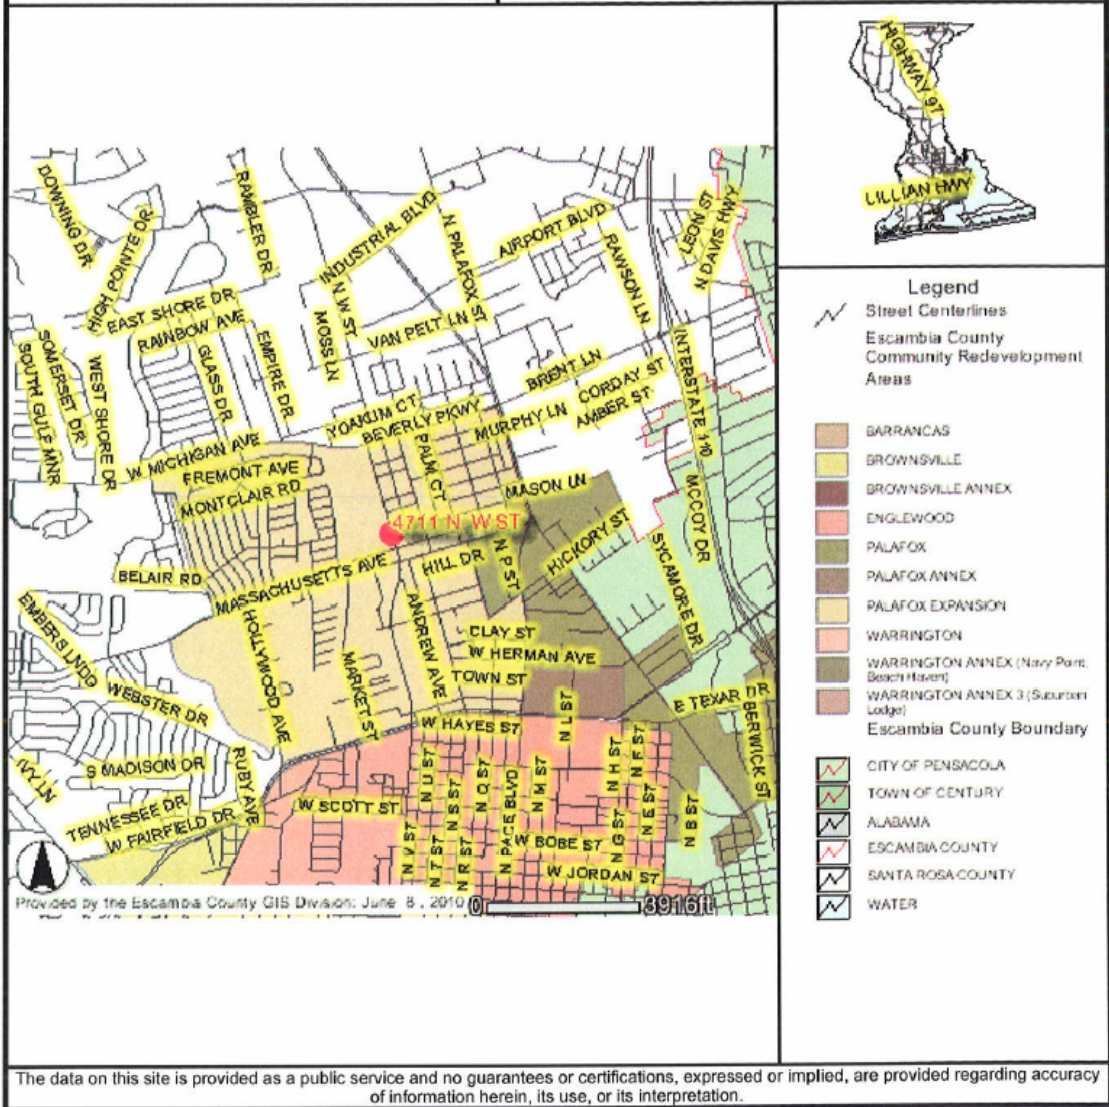 HIGHWAY 97
LILLIAN HWY
DOWNING DR
HIGH POINTE DR
RAMBLER DR
INDUSTRIAL BLVD
N PALAFOX ST
AIRPORT BLVD
RAWSON LN
LEON ST
N DAVIS HWY
EAST SHORE DR
RAINBOW AVE
N W ST
MOSS LN
VAN PELT LN
SOMERSET DR
SOUTH GULF MNR
WEST SHORE DR
GLASS DR
EMPIRE DR
BRENT LN
CORDAY ST
AMBER ST
INTERSTATE 110
YOAKUM CT
BEVERLY PKWY
MURPHY LN
W MICHIGAN AVE
FREMONT AVE
MONTCLAIR RD
PALM CT
MASON LN
MCCOY DR
4711 N W ST
HICKORY ST
SYCAMORE DR
N P ST
HILL DR
BELAIR RD
MASSACHUSETTS AVE
EMBERS LNDG
HOLLYWOOD AVE
ANDREW AVE
CLAY ST
W HERMAN AVE
TOWN ST
MARKET ST
WEBSTER DR
W HAYES ST
N L ST
E TEXAR DR
BERWICK ST
S MADISON DR
RUBY AVE
N U ST
N S ST
N Q ST
N PACE BLVD
N M ST
N H ST
N F ST
TENNESSEE DR
W FAIRFIELD DR
W SCOTT ST
N V ST
N T ST
N R ST
W BOBE ST
N G ST
N E ST
N B ST
W JORDAN ST
Provided by the Escambia County GIS Division: June 8 , 2010
0 3916ft
Legend
Street Centerlines
Escambia County
Community Redevelopment
Areas
BARRANCAS
BROWNSVILLE
BROWNSVILLE ANNEX
ENGLEWOOD
PALAFOX
PALAFOX ANNEX
PALAFOX EXPANSION
WARRINGTON
WARRINGTON ANNEX (Navy Point,
Beach Haven)
WARRINGTON ANNEX 3 (Suburban
Lodge)
Escambia County Boundary
CITY OF PENSACOLA
TOWN OF CENTURY
ALABAMA
ESCAMBIA COUNTY
SANTA ROSA COUNTY
WATER
The data on this site is provided as a public service and no guarantees or certifications, expressed or implied, are provided regarding accuracy
of information herein, its use, or its interpretation.